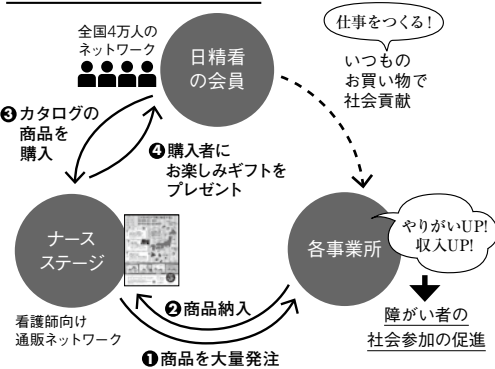 全国4万人の
ネットワーク
日精看
の会員
仕事をつくる！
いつもの
お買い物で
社会貢献
❸カタログの
商品を
購入
❹購入者に
お楽しみギフトを
プレゼント
ナース
ステージ
各事業所
やりがいUP!
収入UP!
❷商品納入
障がい者の
社会参加の促進
看護師向け
通販ネットワーク
❶商品を大量発注